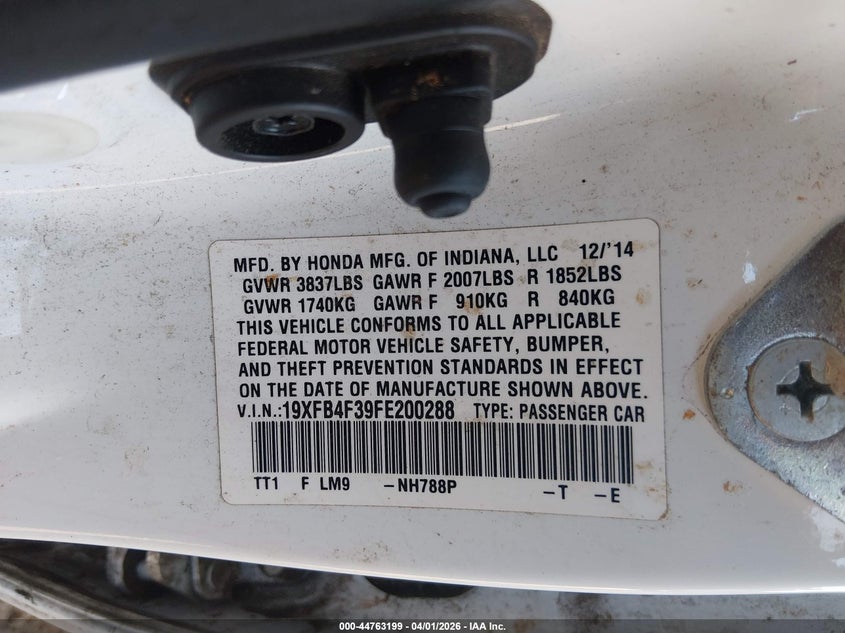 MFD. BY HONDA MFG. OF INDIANA, LLC 12/'14
GVWR 3837LBS GAWR F 2007LBS R 1852LBS
GVWR 1740KG GAWR F 910KG R 840KG
THIS VEHICLE CONFORMS TO ALL APPLICABLE
FEDERAL MOTOR VEHICLE SAFETY, BUMPER,
AND THEFT PREVENTION STANDARDS IN EFFECT
ON THE DATE OF MANUFACTURE SHOWN ABOVE.
V.I.N.:19XFB4F39FE200288 TYPE: PASSENGER CAR
TT1 F LM9 -NH788P -T -E
000-44763199 - 04/01/2026 - IAA Inc.